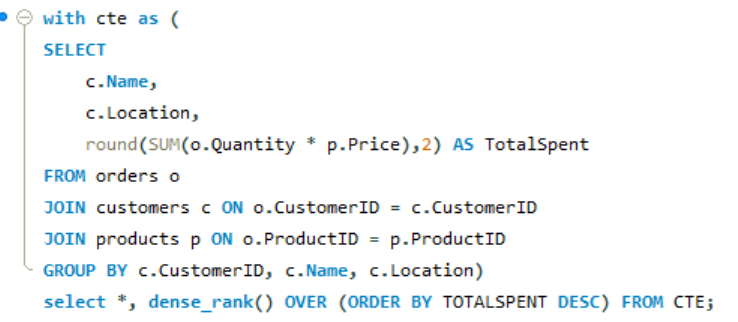 with cte as (
SELECT
c.Name,
c.Location,
round(SUM(o.Quantity * p.Price),2) AS TotalSpent
FROM orders o
JOIN customers c ON o.CustomerID = c.CustomerID
JOIN products p ON o.ProductID = p.ProductID
GROUP BY c.CustomerID, c.Name, c.Location)
select *, dense_rank() OVER (ORDER BY TOTALSPENT DESC) FROM CTE;